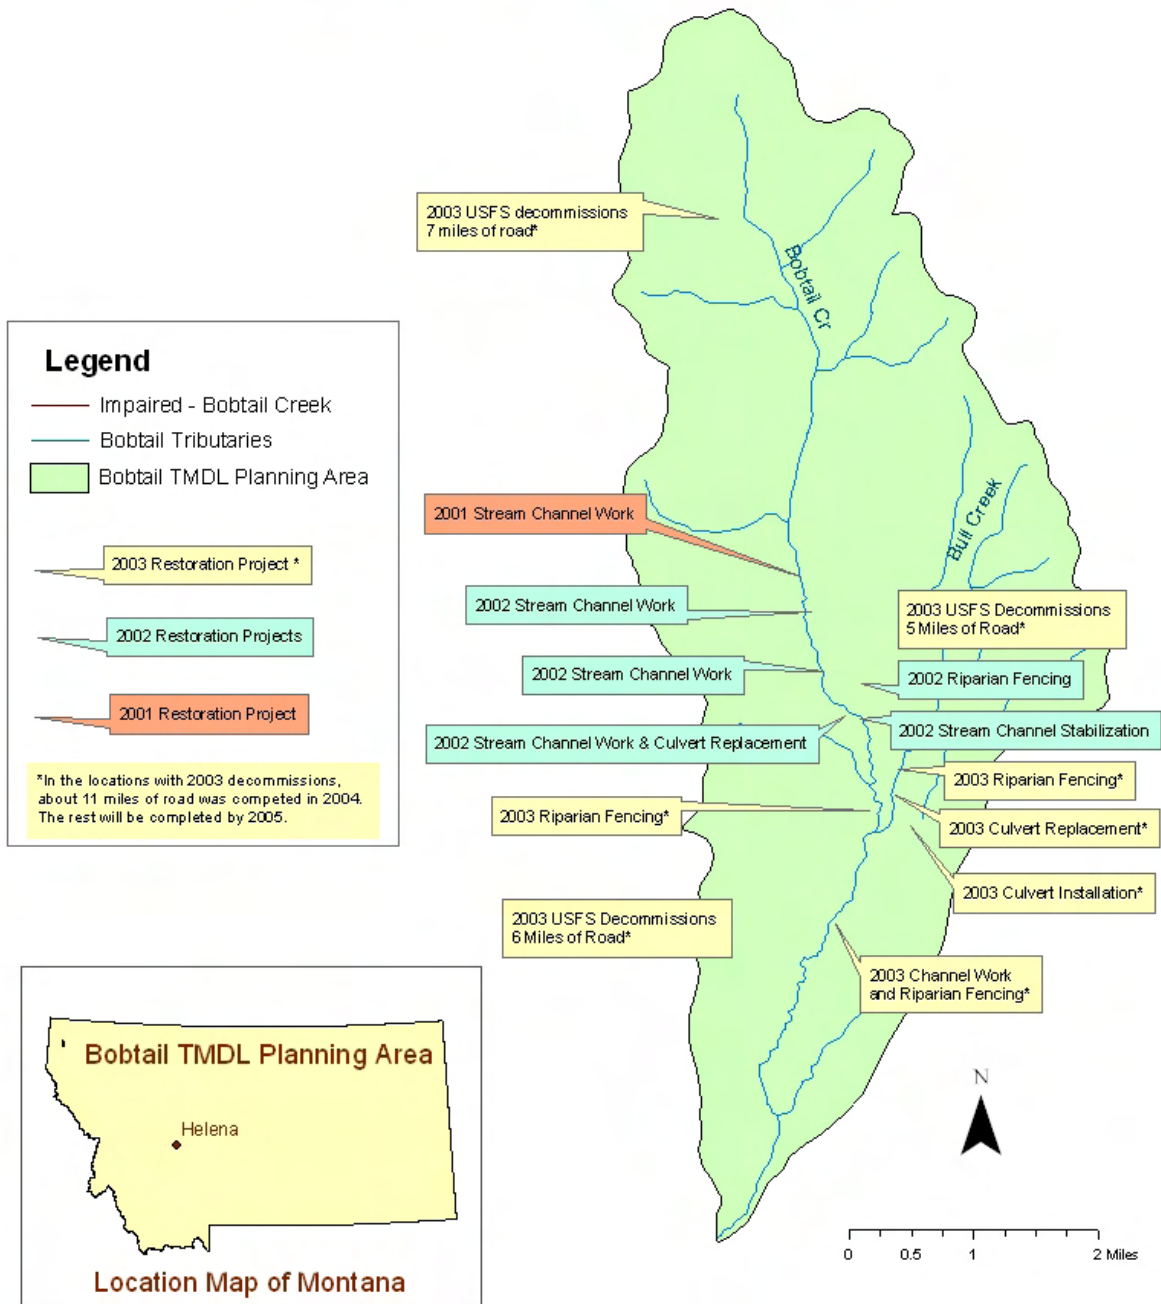 2003 USFS decommissions
7 miles of road*
Bobtail Cr
Legend
Impaired - Bobtail Creek
Bobtail Tributaries
Bobtail TMDL Planning Area
2003 Restoration Project *
2002 Restoration Projects
2001 Restoration Project
*In the locations with 2003 decommissions,
about 11 miles of road was competed in 2004.
The rest will be completed by 2005.
2001 Stream Channel Work
Bull Creek
2002 Stream Channel Work
2003 USFS Decommissions
5 Miles of Road*
2002 Stream Channel Work
2002 Riparian Fencing
2002 Stream Channel Work & Culvert Replacement
2002 Stream Channel Stabilization
2003 Riparian Fencing*
2003 Riparian Fencing*
2003 Culvert Replacement*
2003 Culvert Installation*
2003 USFS Decommissions
6 Miles of Road*
2003 Channel Work
and Riparian Fencing*
Bobtail TMDL Planning Area
Helena
Location Map of Montana
N
0 0.5 1 2 Miles